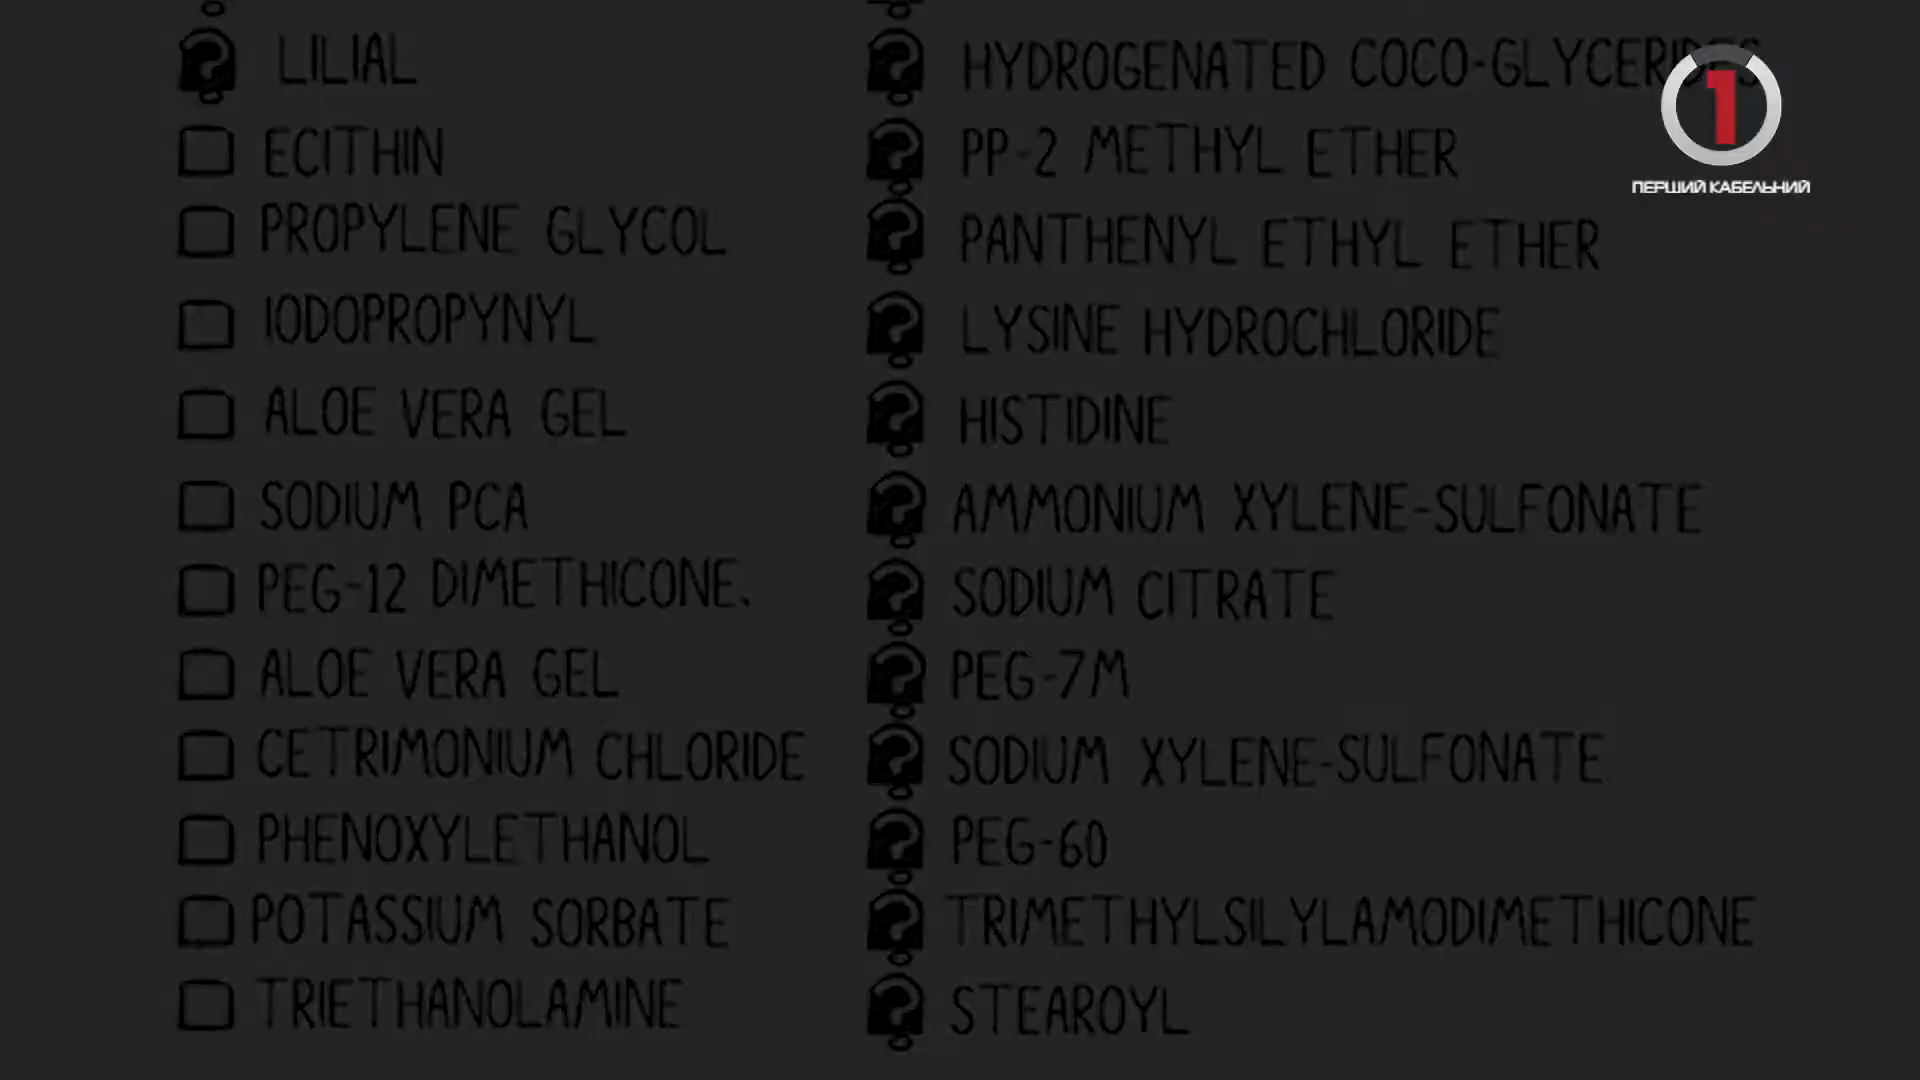 LILIAL
ECITHIN
PROPYLENE GLYCOL
IODOPROPYNYL
ALOE VERA GEL
SODIUM PCA
PEG-12 DIMETHICONE.
ALOE VERA GEL
CETRIMONIUM CHLORIDE
PHENOXYLETHANOL
POTASSIUM SORBATE
TRIETHANOLAMINE
HYDROGENATED COCO-GLYCERIDES
PP-2 METHYL ETHER
PANTHENYL ETHYL ETHER
LYSINE HYDROCHLORIDE
HISTIDINE
AMMONIUM XYLENE-SULFONATE
SODIUM CITRATE
PEG-7M
SODIUM XYLENE-SULFONATE
PEG-60
TRIMETHYLSILYLAMODIMETHICONE
STEAROYL
1
ПЕРШИЙ КАБЕЛЬНИЙ